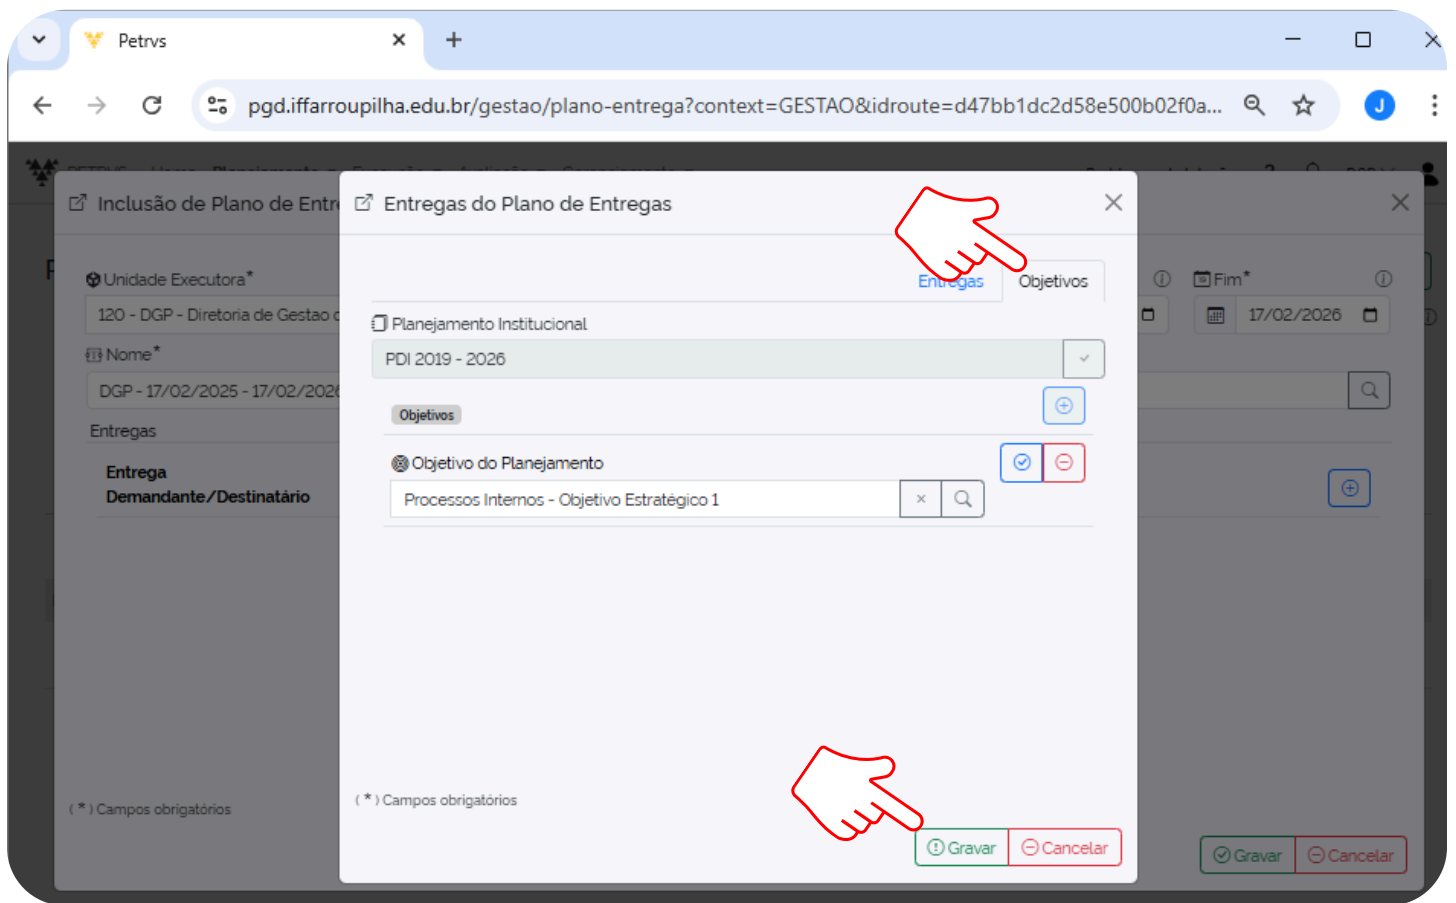 Petrvs
pgd.iffarroupilha.edu.br/gestao/plano-entrega?context=GESTAO&idroute=d47bb1dc2d58e500b02f0a...
J
Inclusão de Plano de Entre
Entregas do Plano de Entregas
Unidade Executora*
120 - DGP - Diretoria de Gestao
Nome*
DGP - 17/02/2025 - 17/02/2026
Entregas
Entrega
Demandante/Destinatário
Entregas
Objetivos
Planejamento Institucional
PDI 2019 - 2026
Objetivos
Objetivo do Planejamento
Processos Internos - Objetivo Estratégico 1
Fim*
17/02/2026
( * ) Campos obrigatórios
( * ) Campos obrigatórios
Gravar
Cancelar
Gravar
Cancelar